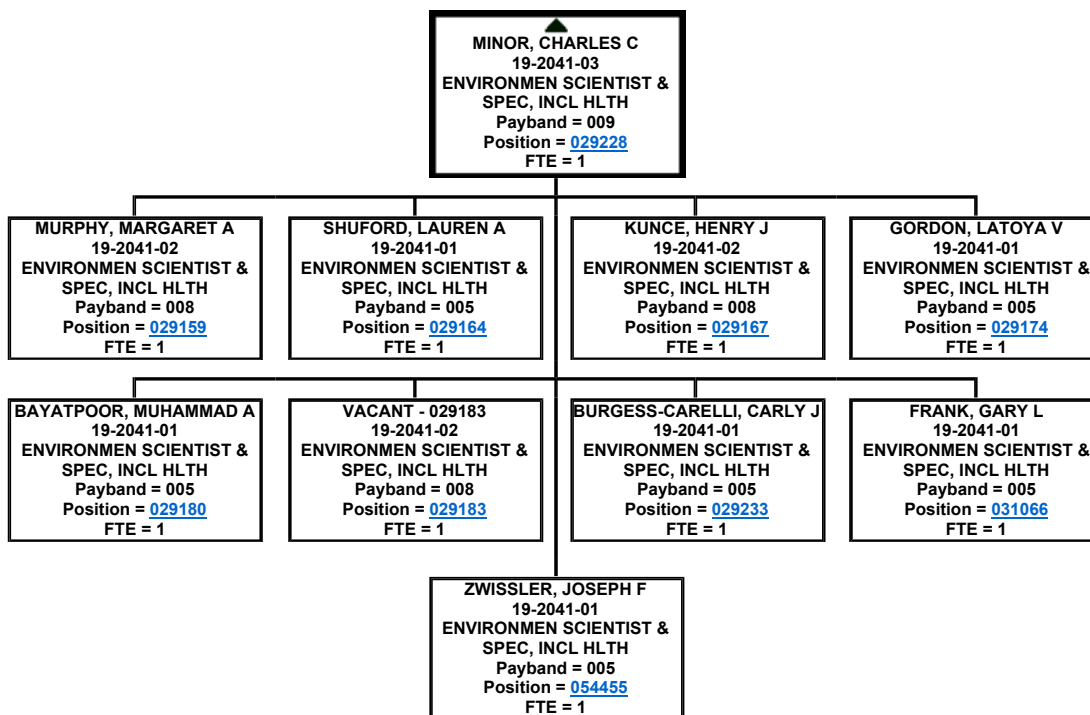 MINOR, CHARLES C
19-2041-03
ENVIRONMEN SCIENTIST &
SPEC, INCL HLTH
Payband = 009
Position = 029228
FTE = 1
MURPHY, MARGARET A
19-2041-02
ENVIRONMEN SCIENTIST &
SPEC, INCL HLTH
Payband = 008
Position = 029159
FTE = 1
SHUFORD, LAUREN A
19-2041-01
ENVIRONMEN SCIENTIST &
SPEC, INCL HLTH
Payband = 005
Position = 029164
FTE = 1
KUNCE, HENRY J
19-2041-02
ENVIRONMEN SCIENTIST &
SPEC, INCL HLTH
Payband = 008
Position = 029167
FTE = 1
GORDON, LATOYA V
19-2041-01
ENVIRONMEN SCIENTIST &
SPEC, INCL HLTH
Payband = 005
Position = 029174
FTE = 1
BAYATPOOR, MUHAMMAD A
19-2041-01
ENVIRONMEN SCIENTIST &
SPEC, INCL HLTH
Payband = 005
Position = 029180
FTE = 1
VACANT - 029183
19-2041-02
ENVIRONMEN SCIENTIST &
SPEC, INCL HLTH
Payband = 008
Position = 029183
FTE = 1
BURGESS-CARELLI, CARLY J
19-2041-01
ENVIRONMEN SCIENTIST &
SPEC, INCL HLTH
Payband = 005
Position = 029233
FTE = 1
FRANK, GARY L
19-2041-01
ENVIRONMEN SCIENTIST &
SPEC, INCL HLTH
Payband = 005
Position = 031066
FTE = 1
ZWISSLER, JOSEPH F
19-2041-01
ENVIRONMEN SCIENTIST &
SPEC, INCL HLTH
Payband = 005
Position = 054455
FTE = 1